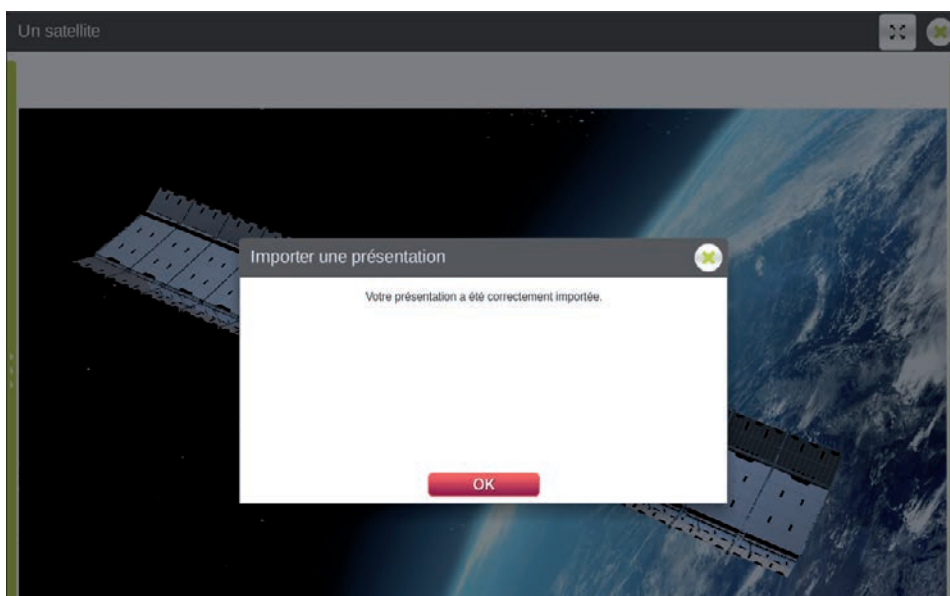 Un satellite
Importer une présentation
Votre présentation a été correctement importée.
OK